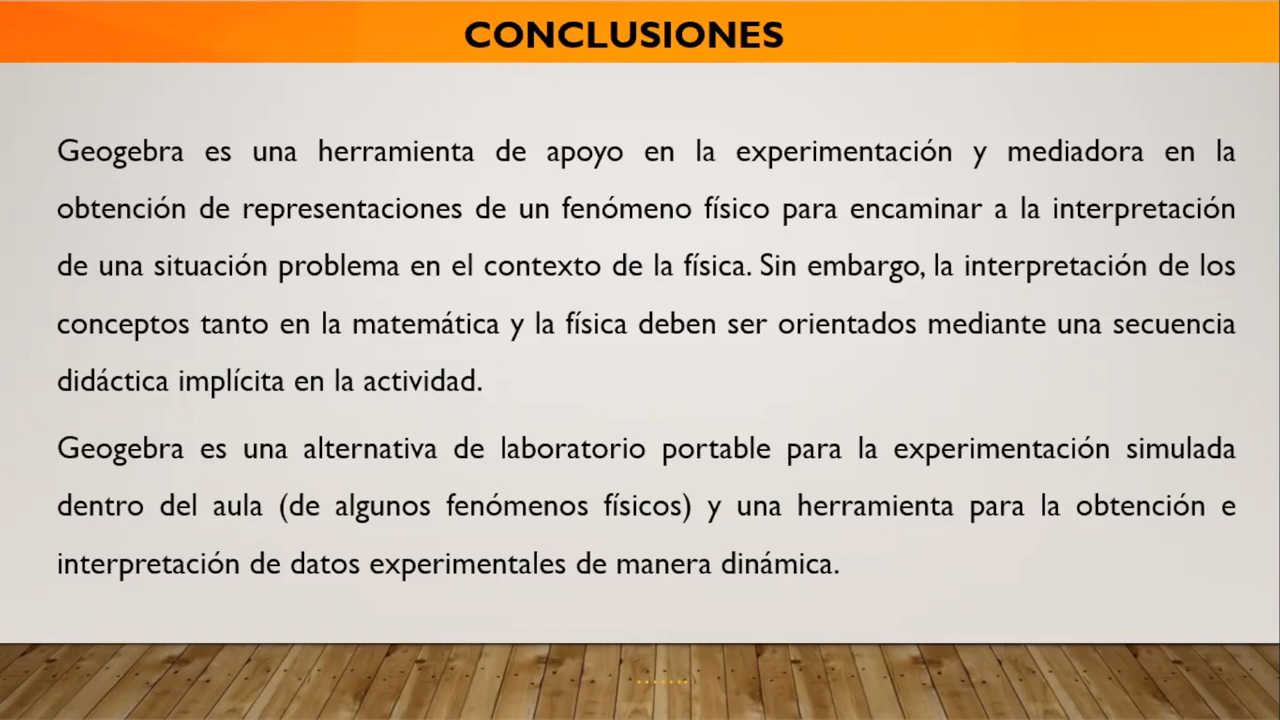 CONCLUSIONES
Geogebra es una herramienta de apoyo en la experimentación y mediadora en la
obtención de representaciones de un fenómeno físico para encaminar a la interpretación
de una situación problema en el contexto de la física. Sin embargo, la interpretación de los
conceptos tanto en la matemática y la física deben ser orientados mediante una secuencia
didáctica implícita en la actividad.
Geogebra es una alternativa de laboratorio portable para la experimentación simulada
dentro del aula (de algunos fenómenos físicos) y una herramienta para la obtención e
interpretación de datos experimentales de manera dinámica.